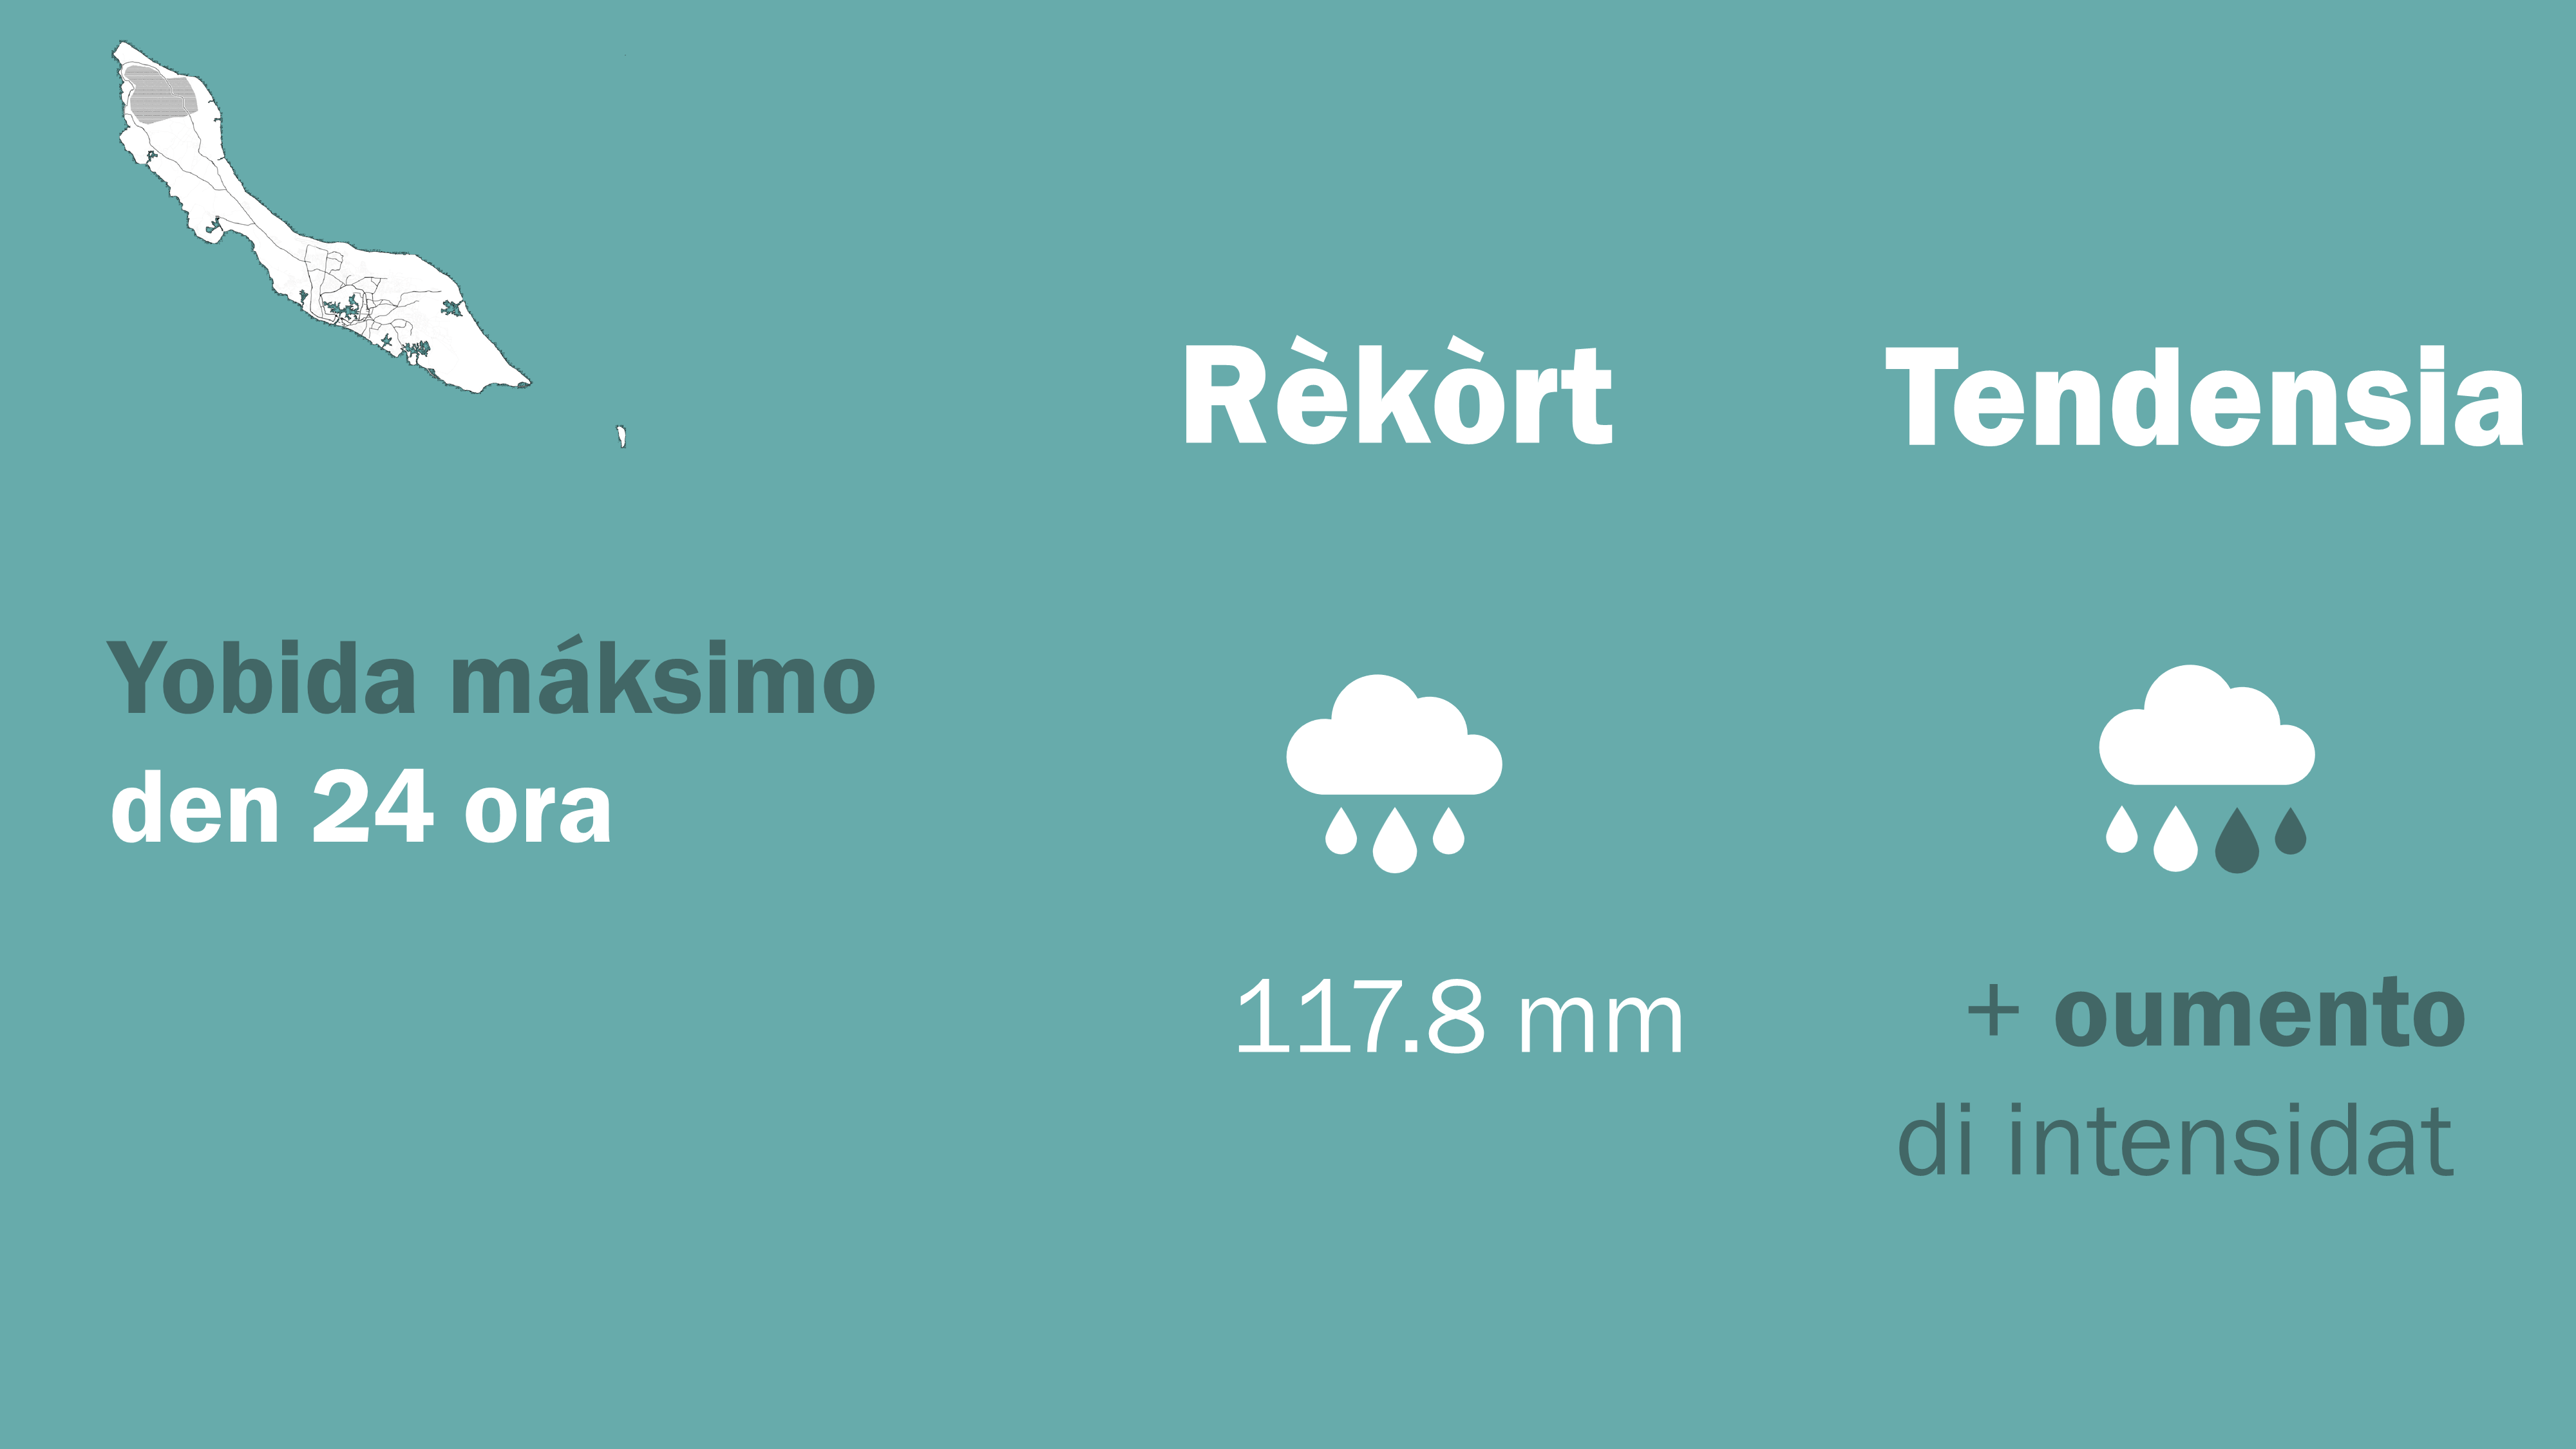 Rèkòrt
Tendensia
Yobida máksimo
den 24 ora
117.8 mm
+ oumento
di intensidat